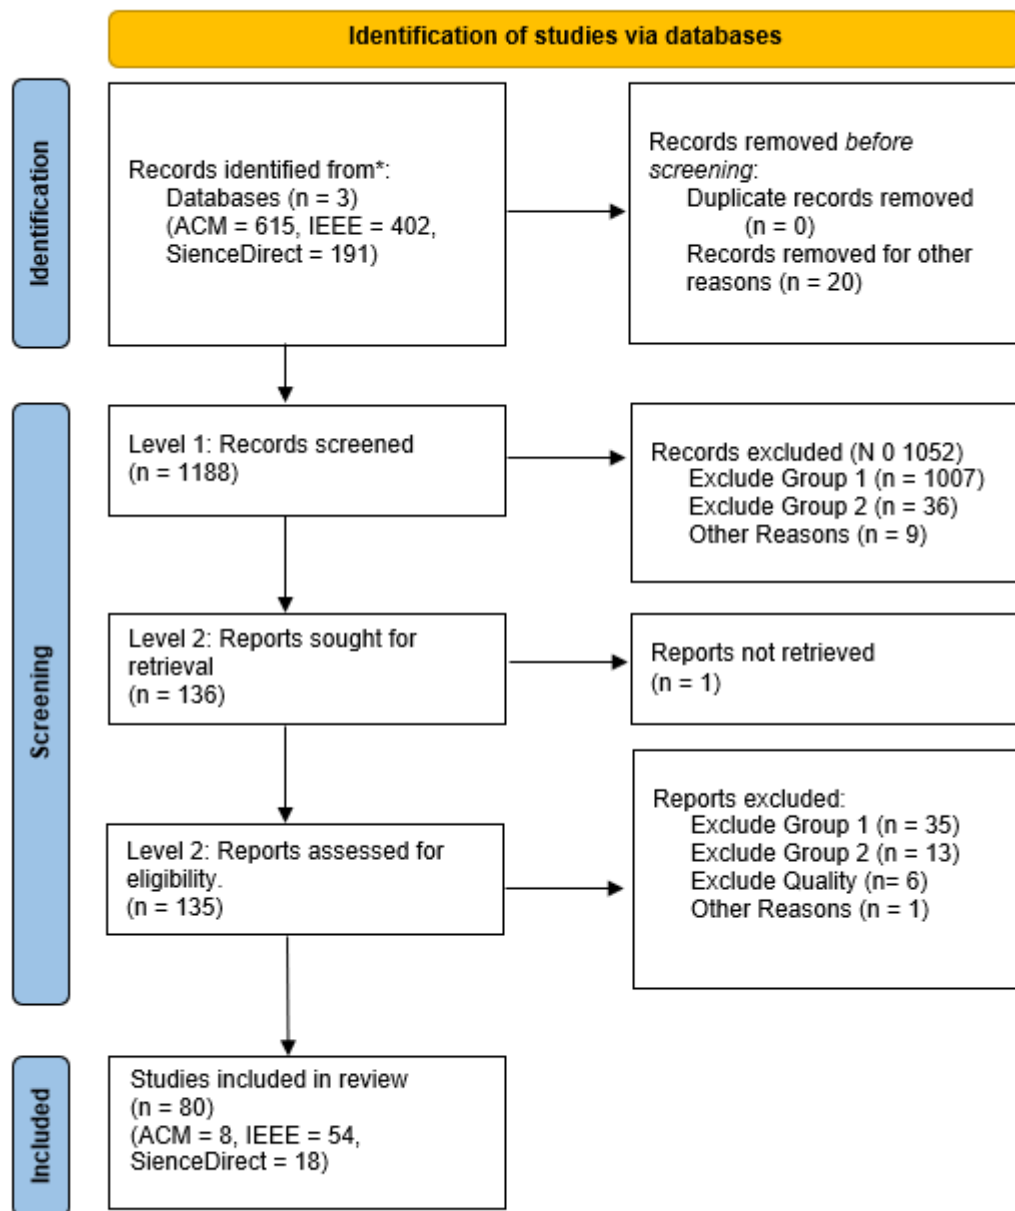 Identification of studies via databases
Identification
Records identified from*:
Databases (n = 3)
(ACM = 615, IEEE = 402,
SienceDirect = 191)
Records removed before
screening:
Duplicate records removed
(n = 0)
Records removed for other
reasons (n = 20)
Screening
Level 1: Records screened
(n = 1188)
Records excluded (N 0 1052)
Exclude Group 1 (n = 1007)
Exclude Group 2 (n = 36)
Other Reasons (n = 9)
Level 2: Reports sought for
retrieval
(n = 136)
Reports not retrieved
(n = 1)
Level 2: Reports assessed for
eligibility.
(n = 135)
Reports excluded:
Exclude Group 1 (n = 35)
Exclude Group 2 (n = 13)
Exclude Quality (n= 6)
Other Reasons (n = 1)
Included
Studies included in review
(n = 80)
(ACM = 8, IEEE = 54,
SienceDirect = 18)